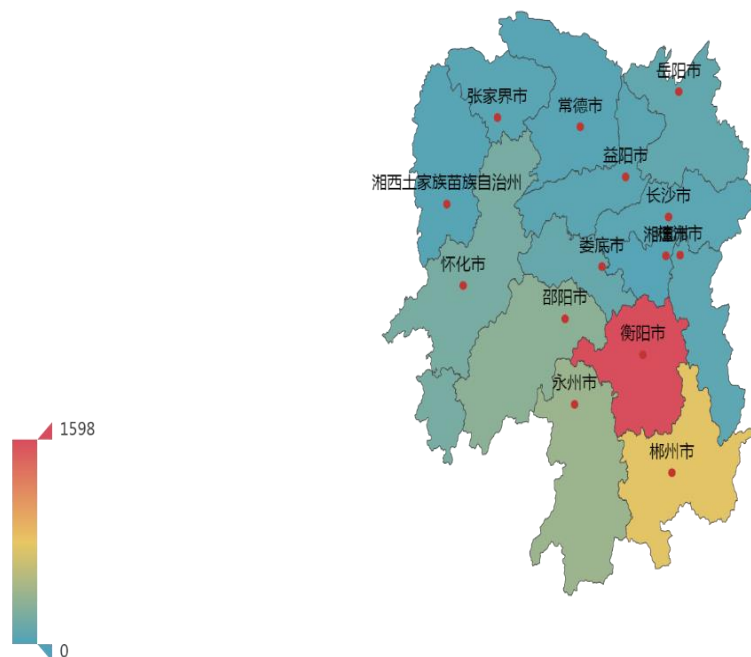 岳阳市
张家界市
常德市
益阳市
湘西土家族苗族自治州
长沙市
娄底市
怀化市
邵阳市
衡阳市
永州市
郴州市
1598
0